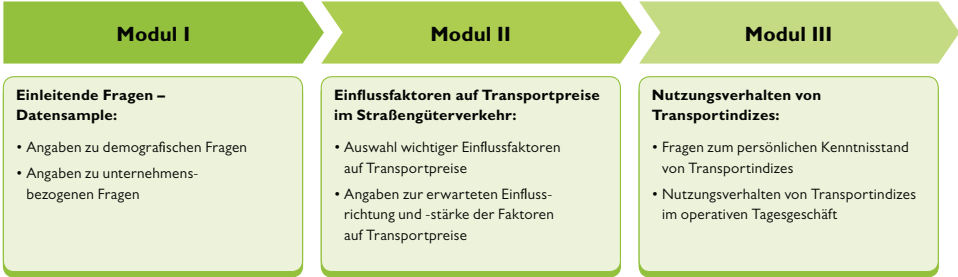 Modul I
Modul II
Modul III
Einleitende Fragen –
Datensample:
• Angaben zu demografischen Fragen
• Angaben zu unternehmens-
bezogenen Fragen
Einflussfaktoren auf Transportpreise
im Straßengüterverkehr:
• Auswahl wichtiger Einflussfaktoren
auf Transportpreise
• Angaben zur erwarteten Einfluss-
richtung und -stärke der Faktoren
auf Transportpreise
Nutzungsverhalten von
Transportindizes:
• Fragen zum persönlichen Kenntnisstand
von Transportindizes
• Nutzungsverhalten von Transportindizes
im operativen Tagesgeschäft